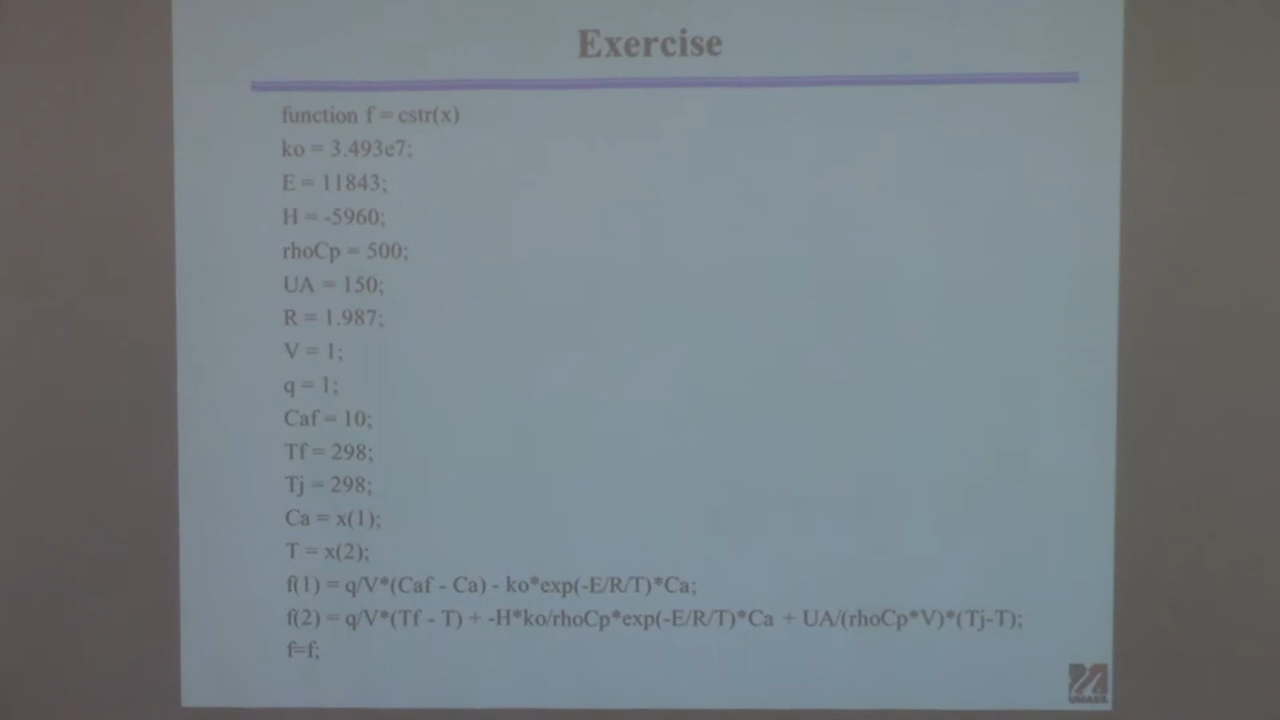 Exercise
function f = cstr(x)
ko = 3.493e7;
E = 11843;
H = -5960;
rhoCp = 500;
UA = 150;
R = 1.987;
V = 1;
q = 1;
Caf = 10;
Tf = 298;
Tj = 298;
Ca = x(1);
T = x(2);
f(1) = q/V*(Caf - Ca) - ko*exp(-E/R/T)*Ca;
f(2) = q/V*(Tf - T) + -H*ko/rhoCp*exp(-E/R/T)*Ca + UA/(rhoCp*V)*(Tj-T);
f=f;
UMASS